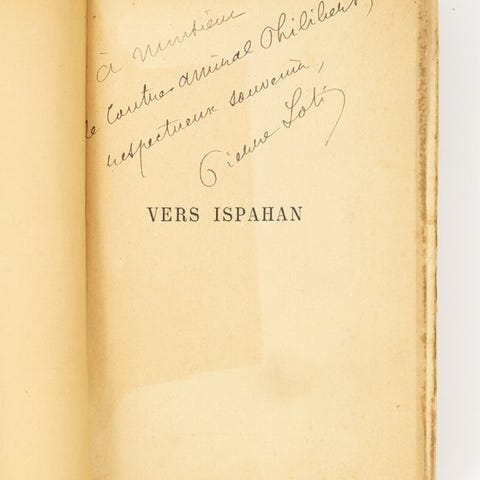 à Monsieur
le Contre-amiral Philibert,
respectueux souvenir,
Pierre Loti
VERS ISPAHAN